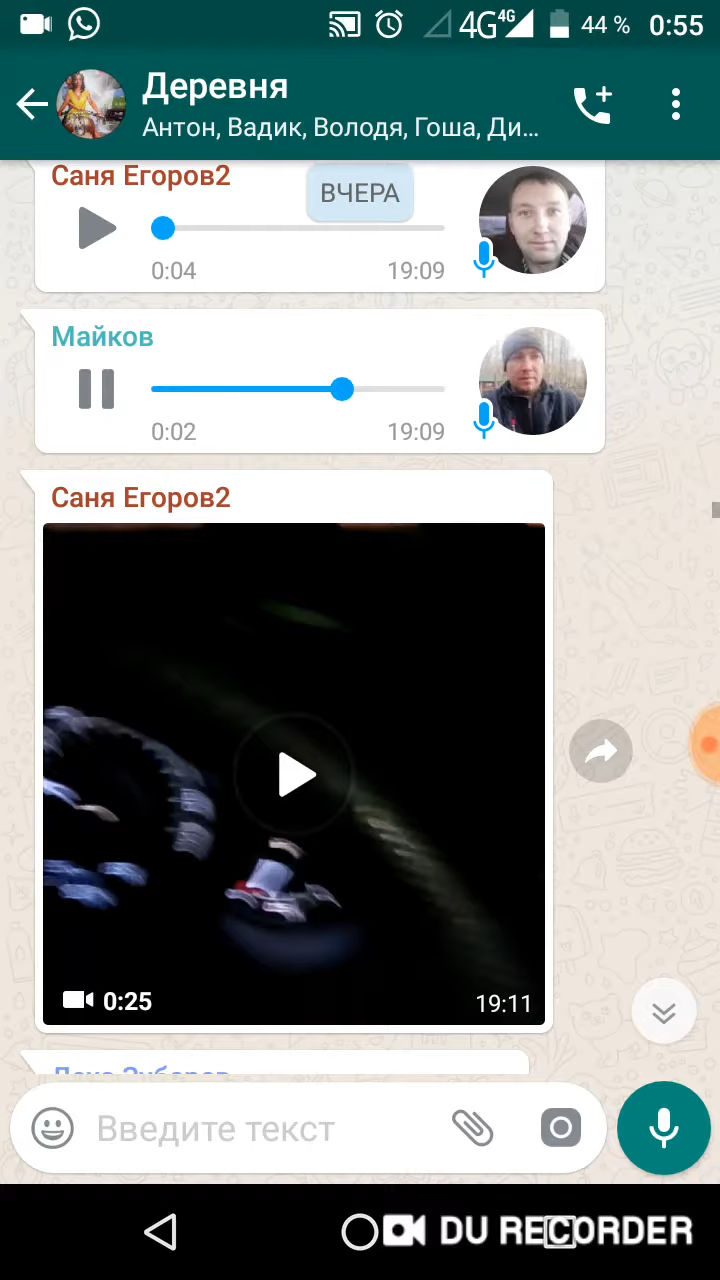 4G 4G 44 % 0:55
Деревня
Антон, Вадик, Володя, Гоша, Ди...
Саня Егоров2
ВЧЕРА
0:04 19:09
Майков
0:02 19:09
Саня Егоров2
0:25 19:11
Введите текст
DU RECORDER